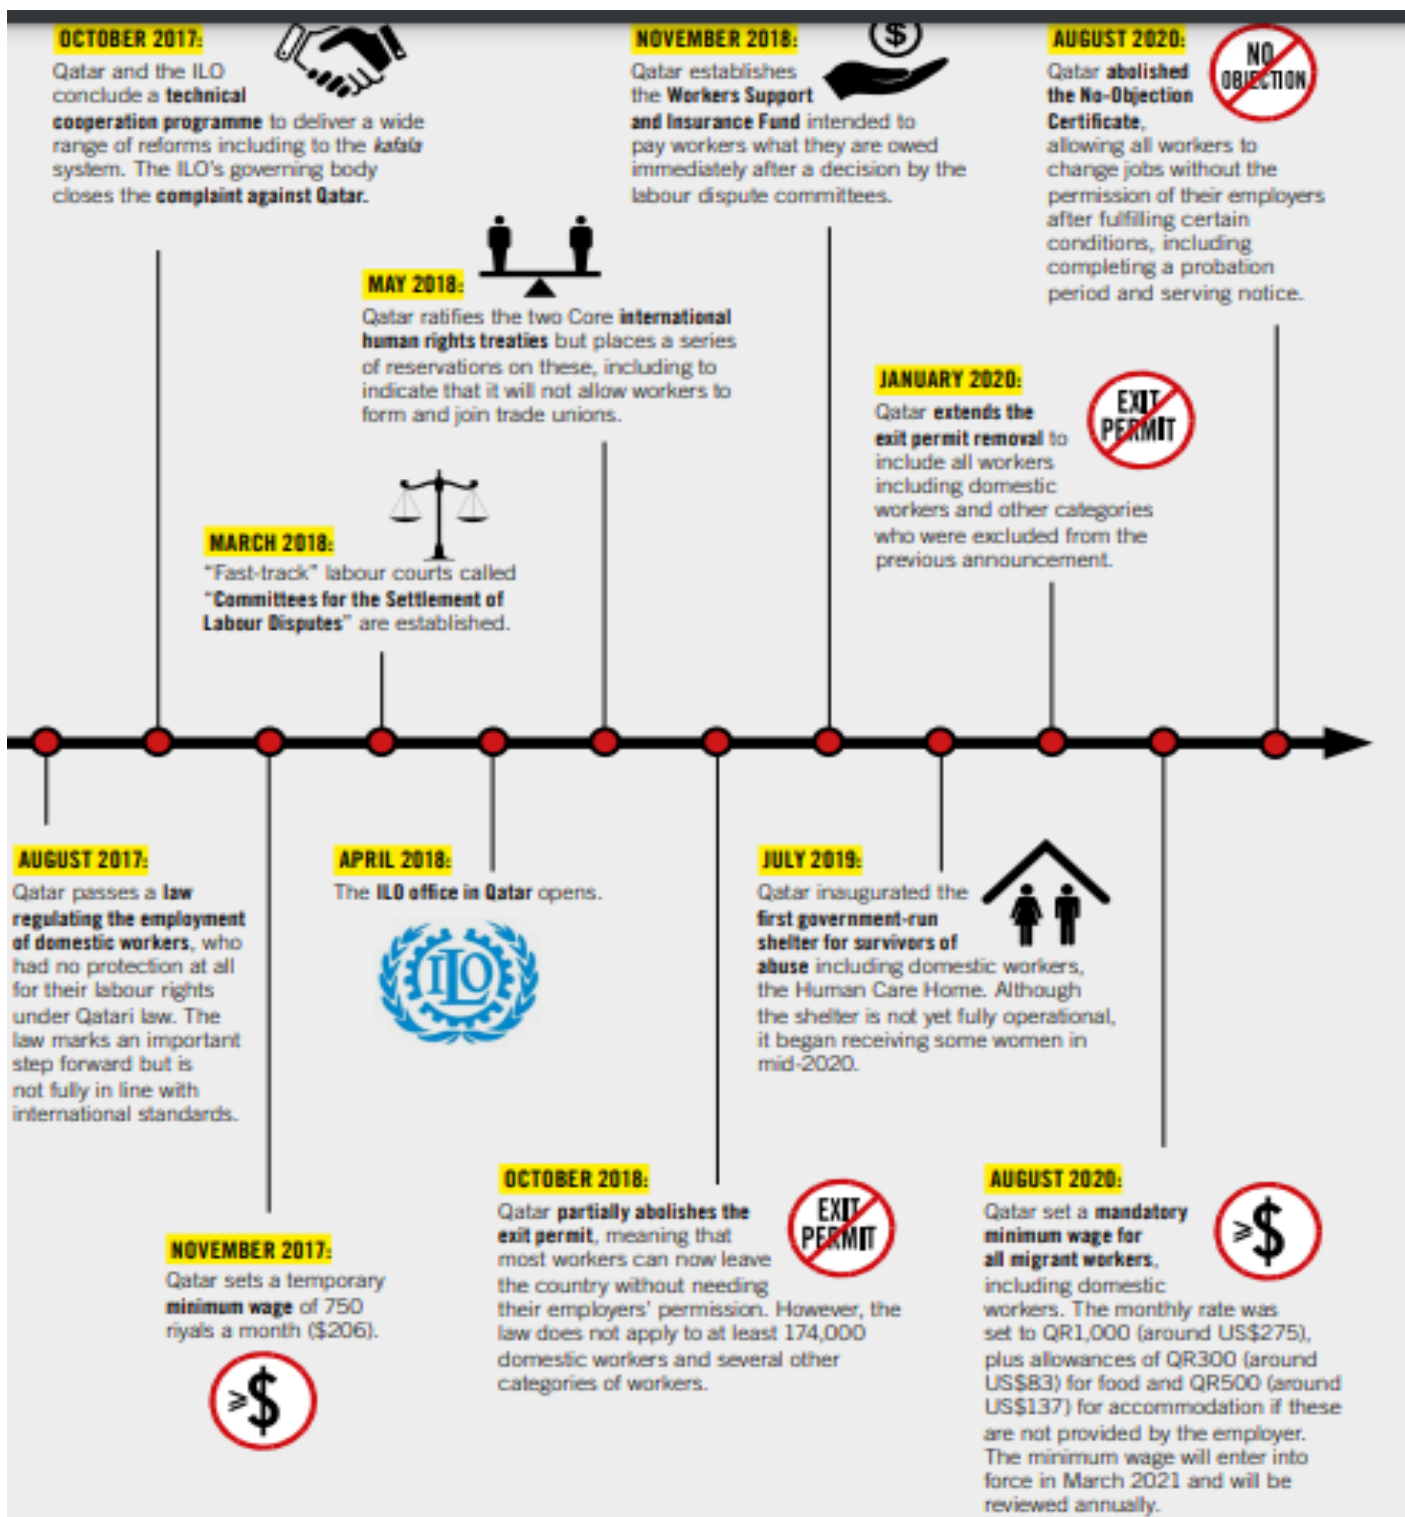 OCTOBER 2017:
Qatar and the ILO
conclude a technical
cooperation programme to deliver a wide
range of reforms including to the kafala
system. The ILO's governing body
closes the complaint against Qatar.
NOVEMBER 2018:
Qatar establishes
the Workers Support
and Insurance Fund intended to
pay workers what they are owed
immediately after a decision by the
labour dispute committees.
$
AUGUST 2020:
Qatar abolished
the No-Objection
Certificate,
allowing all workers to
change jobs without the
permission of their employers
after fulfilling certain
conditions, including
completing a probation
period and serving notice.
NO
OBJECTION
MAY 2018:
Qatar ratifies the two Core international
human rights treaties but places a series
of reservations on these, including to
indicate that it will not allow workers to
form and join trade unions.
JANUARY 2020:
Qatar extends the
exit permit removal to
include all workers
including domestic
workers and other categories
who were excluded from the
previous announcement.
EXIT
PERMIT
MARCH 2018:
"Fast-track" labour courts called
"Committees for the Settlement of
Labour Disputes" are established.
AUGUST 2017:
Qatar passes a law
regulating the employment
of domestic workers, who
had no protection at all
for their labour rights
under Qatari law. The
law marks an important
step forward but is
not fully in line with
international standards.
APRIL 2018:
The ILO office in Qatar opens.
ILO
JULY 2019:
Qatar inaugurated the
first government-run
shelter for survivors of
abuse including domestic workers,
the Human Care Home. Although
the shelter is not yet fully operational,
it began receiving some women in
mid-2020.
NOVEMBER 2017:
Qatar sets a temporary
minimum wage of 750
riyals a month ($206).
≥$
OCTOBER 2018:
Qatar partially abolishes the
exit permit, meaning that
most workers can now leave
the country without needing
their employers' permission. However, the
law does not apply to at least 174,000
domestic workers and several other
categories of workers.
EXIT
PERMIT
AUGUST 2020:
Qatar set a mandatory
minimum wage for
all migrant workers,
including domestic
workers. The monthly rate was
set to QR1,000 (around US$275),
plus allowances of QR300 (around
US$83) for food and QR500 (around
US$137) for accommodation if these
are not provided by the employer.
The minimum wage will enter into
force in March 2021 and will be
reviewed annually.
≥$